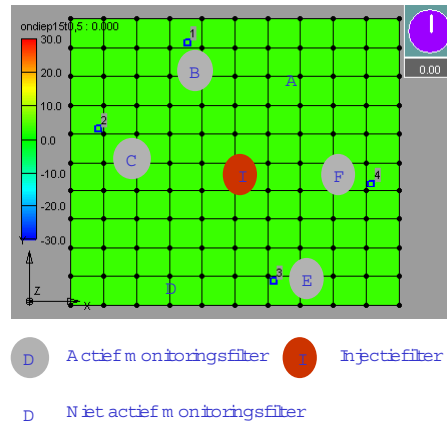 ondiep15t0,5 : 0.000
30.0
20.0
10.0
0.0
-10.0
-20.0
-30.0
0.00
1
B
A
2
C
I
F
4
D
3
E
Y
Z
X
D Actief monitoringsfilter I Injectiefilter
D Niet actief monitoringsfilter